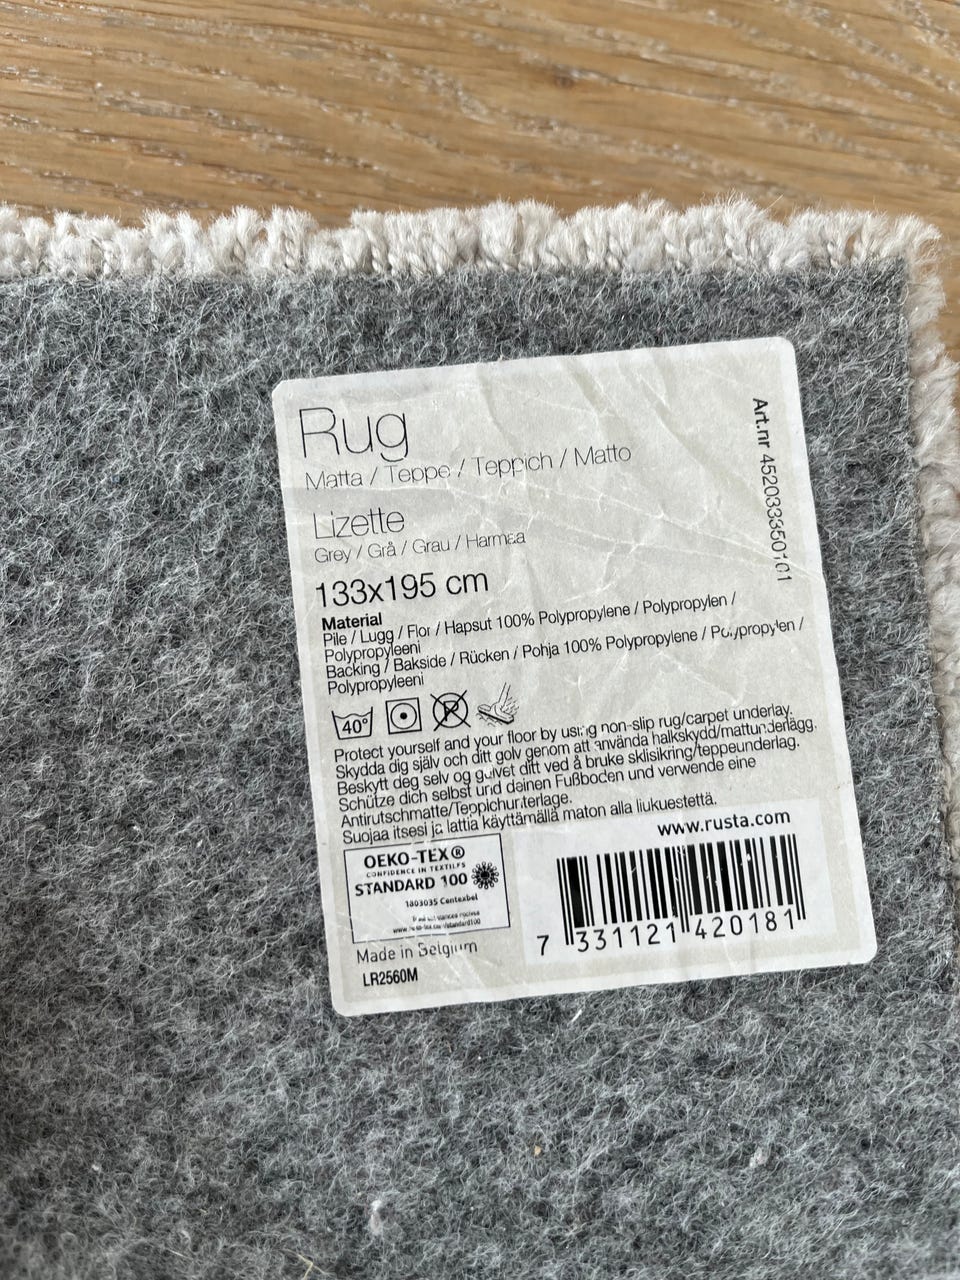 Rug
Matta / Teppe / Teppich / Matto
Lizette
Grey / Grå / Grau / Harmaa
133x195 cm
Material
Pile / Lugg / Flor / Hapsut 100% Polypropylene / Polypropylen /
Polypropyleeni
Backing / Bakside / Rücken / Pohja 100% Polypropylene / Polypropylen /
Polypropyleeni
40°
P
Protect yourself and your floor by using non-slip rug/carpet underlay.
Skydda dig själv och ditt golv genom att använda halkskydd/mattunderlägg.
Beskytt deg selv og gulvet ditt ved å bruke sklisikring/teppeunderlag.
Schütze dich selbst und deinen Fußboden und verwende eine
Antirutschmatte/Teppichunterlage.
Suojaa itsesi ja lattia käyttämällä maton alla liukuestettä.
OEKO-TEX®
CONFIDENCE IN TEXTILES
STANDARD 100
1803035 Centexbel
Made in Belgium
LR2560M
www.rusta.com
7 331121 420181
Art.nr 452033350101